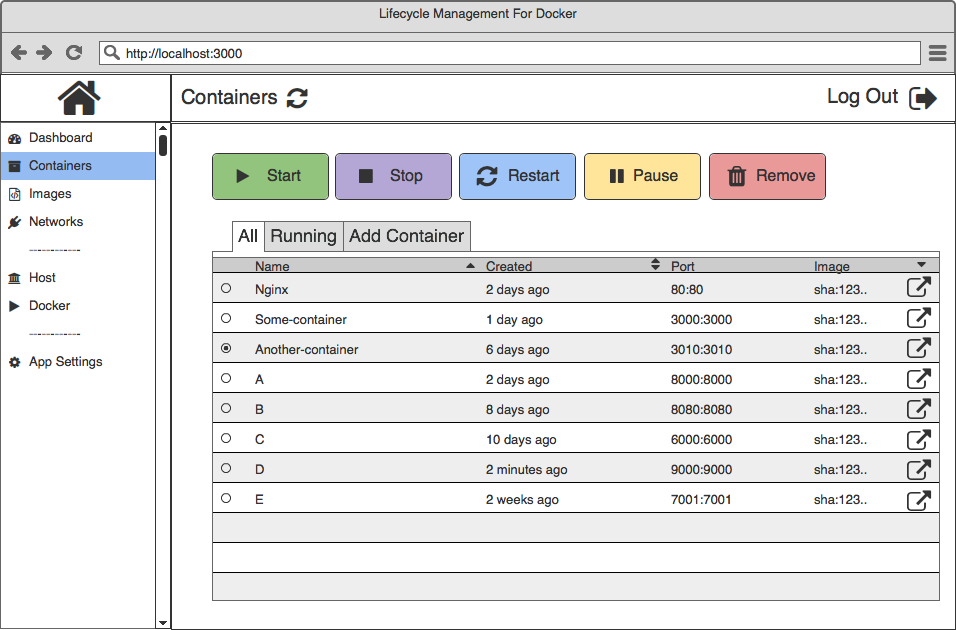 Lifecycle Management For Docker
http://localhost:3000
Containers
Log Out
Dashboard
Containers
Images
Networks
-----------
Host
Docker
-----------
App Settings
Start Stop Restart Pause Remove
All Running Add Container
Name Created Port Image
Nginx 2 days ago 80:80 sha:123..
Some-container 1 day ago 3000:3000 sha:123..
Another-container 6 days ago 3010:3010 sha:123..
A 2 days ago 8000:8000 sha:123..
B 8 days ago 8080:8080 sha:123..
C 10 days ago 6000:6000 sha:123..
D 2 minutes ago 9000:9000 sha:123..
E 2 weeks ago 7001:7001 sha:123..